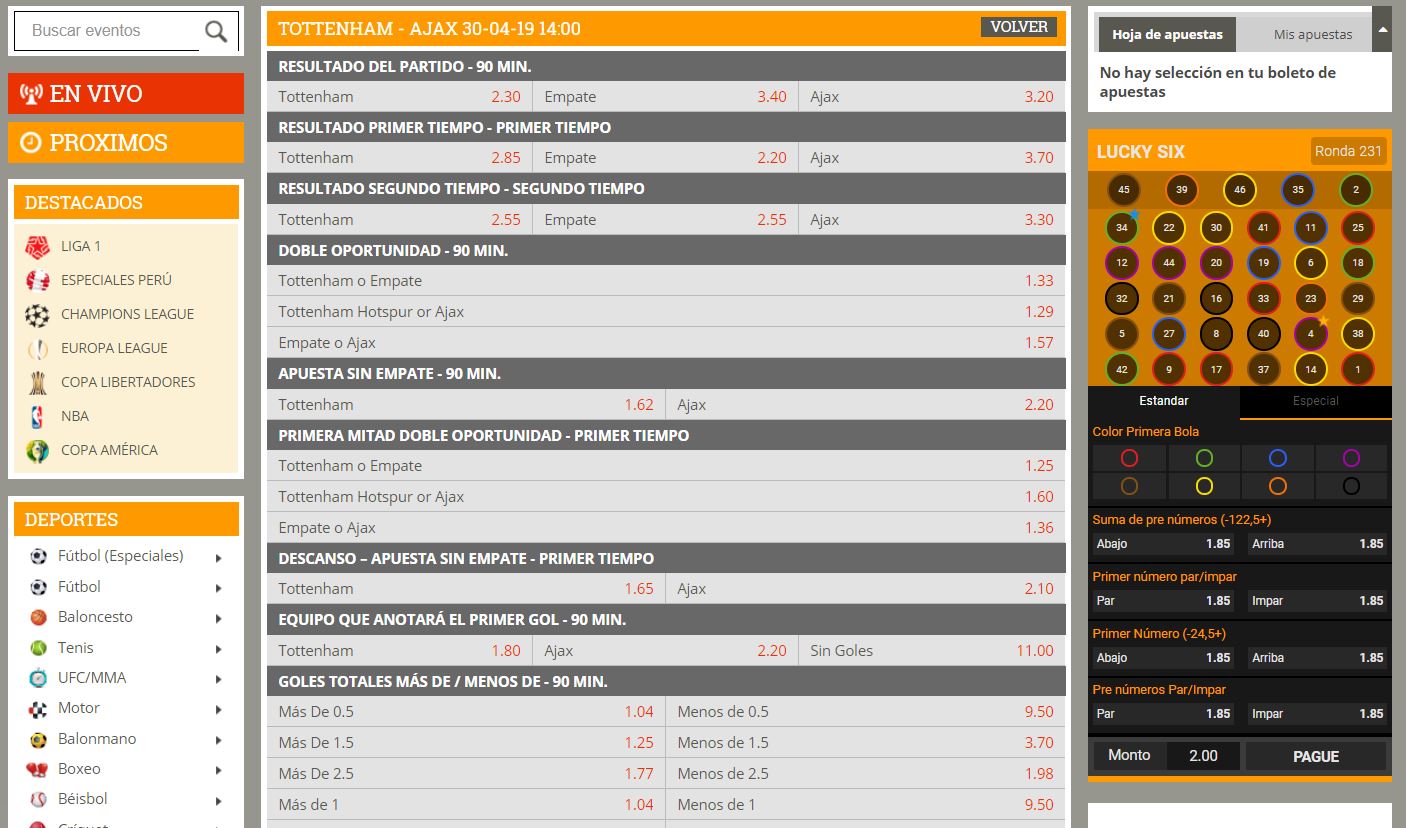 Buscar eventos
EN VIVO
PROXIMOS
DESTACADOS
LIGA 1
ESPECIALES PERÚ
CHAMPIONS LEAGUE
EUROPA LEAGUE
COPA LIBERTADORES
NBA
COPA AMÉRICA
DEPORTES
Fútbol (Especiales)
Fútbol
Baloncesto
Tenis
UFC/MMA
Motor
Balonmano
Boxeo
Béisbol
TOTTENHAM - AJAX 30-04-19 14:00 VOLVER
RESULTADO DEL PARTIDO - 90 MIN.
Tottenham 2.30 Empate 3.40 Ajax 3.20
RESULTADO PRIMER TIEMPO - PRIMER TIEMPO
Tottenham 2.85 Empate 2.20 Ajax 3.70
RESULTADO SEGUNDO TIEMPO - SEGUNDO TIEMPO
Tottenham 2.55 Empate 2.55 Ajax 3.30
DOBLE OPORTUNIDAD - 90 MIN.
Tottenham o Empate 1.33
Tottenham Hotspur or Ajax 1.29
Empate o Ajax 1.57
APUESTA SIN EMPATE - 90 MIN.
Tottenham 1.62 Ajax 2.20
PRIMERA MITAD DOBLE OPORTUNIDAD - PRIMER TIEMPO
Tottenham o Empate 1.25
Tottenham Hotspur or Ajax 1.60
Empate o Ajax 1.36
DESCANSO – APUESTA SIN EMPATE - PRIMER TIEMPO
Tottenham 1.65 Ajax 2.10
EQUIPO QUE ANOTARÁ EL PRIMER GOL - 90 MIN.
Tottenham 1.80 Ajax 2.20 Sin Goles 11.00
GOLES TOTALES MÁS DE / MENOS DE - 90 MIN.
Más De 0.5 1.04 Menos de 0.5 9.50
Más De 1.5 1.25 Menos de 1.5 3.70
Más De 2.5 1.77 Menos de 2.5 1.98
Más de 1 1.04 Menos de 1 9.50
Hoja de apuestas Mis apuestas
No hay selección en tu boleto de
apuestas
LUCKY SIX Ronda 231
45 39 46 35 2
34 22 30 41 11 25
12 44 20 19 6 18
32 21 16 33 23 29
5 27 8 40 4 38
42 9 17 37 14 1
Estandar Especial
Color Primera Bola
Suma de pre números (-122,5+)
Abajo 1.85 Arriba 1.85
Primer número par/impar
Par 1.85 Impar 1.85
Primer Número (-24,5+)
Abajo 1.85 Arriba 1.85
Pre números Par/Impar
Par 1.85 Impar 1.85
Monto 2.00 PAGUE